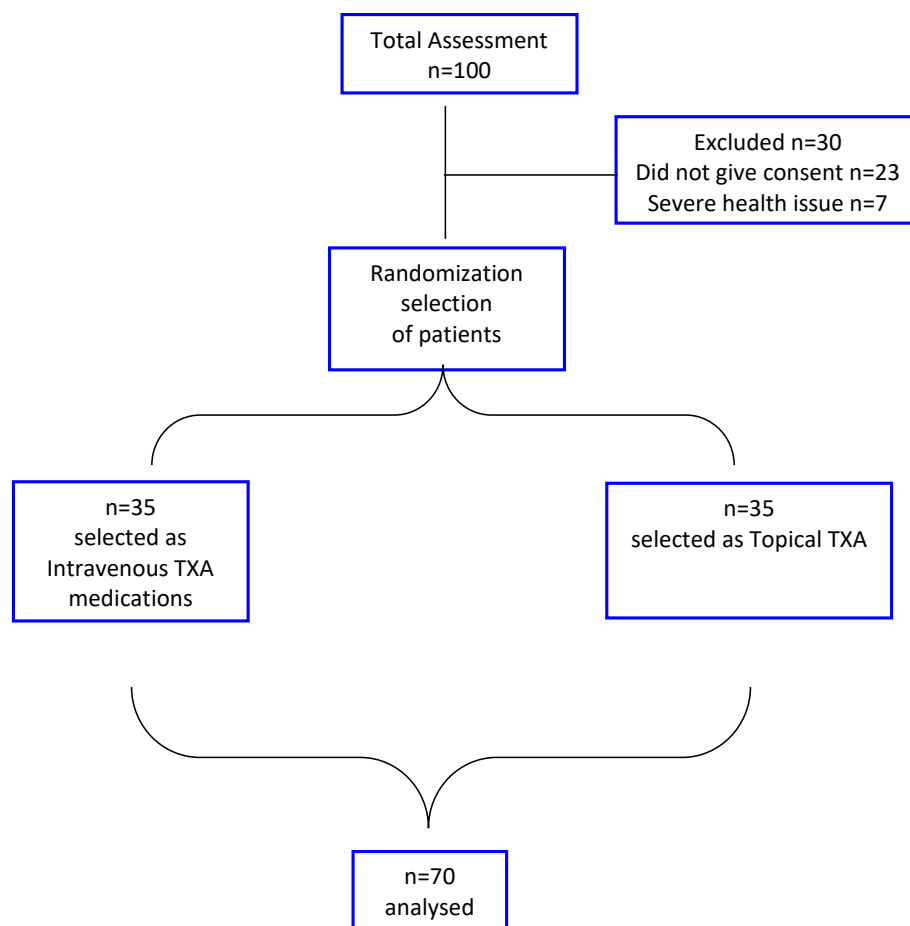 Total Assessment
n=100
Excluded n=30
Did not give consent n=23
Severe health issue n=7
Randomization
selection
of patients
n=35
selected as
Intravenous TXA
medications
n=35
selected as Topical TXA
n=70
analysed